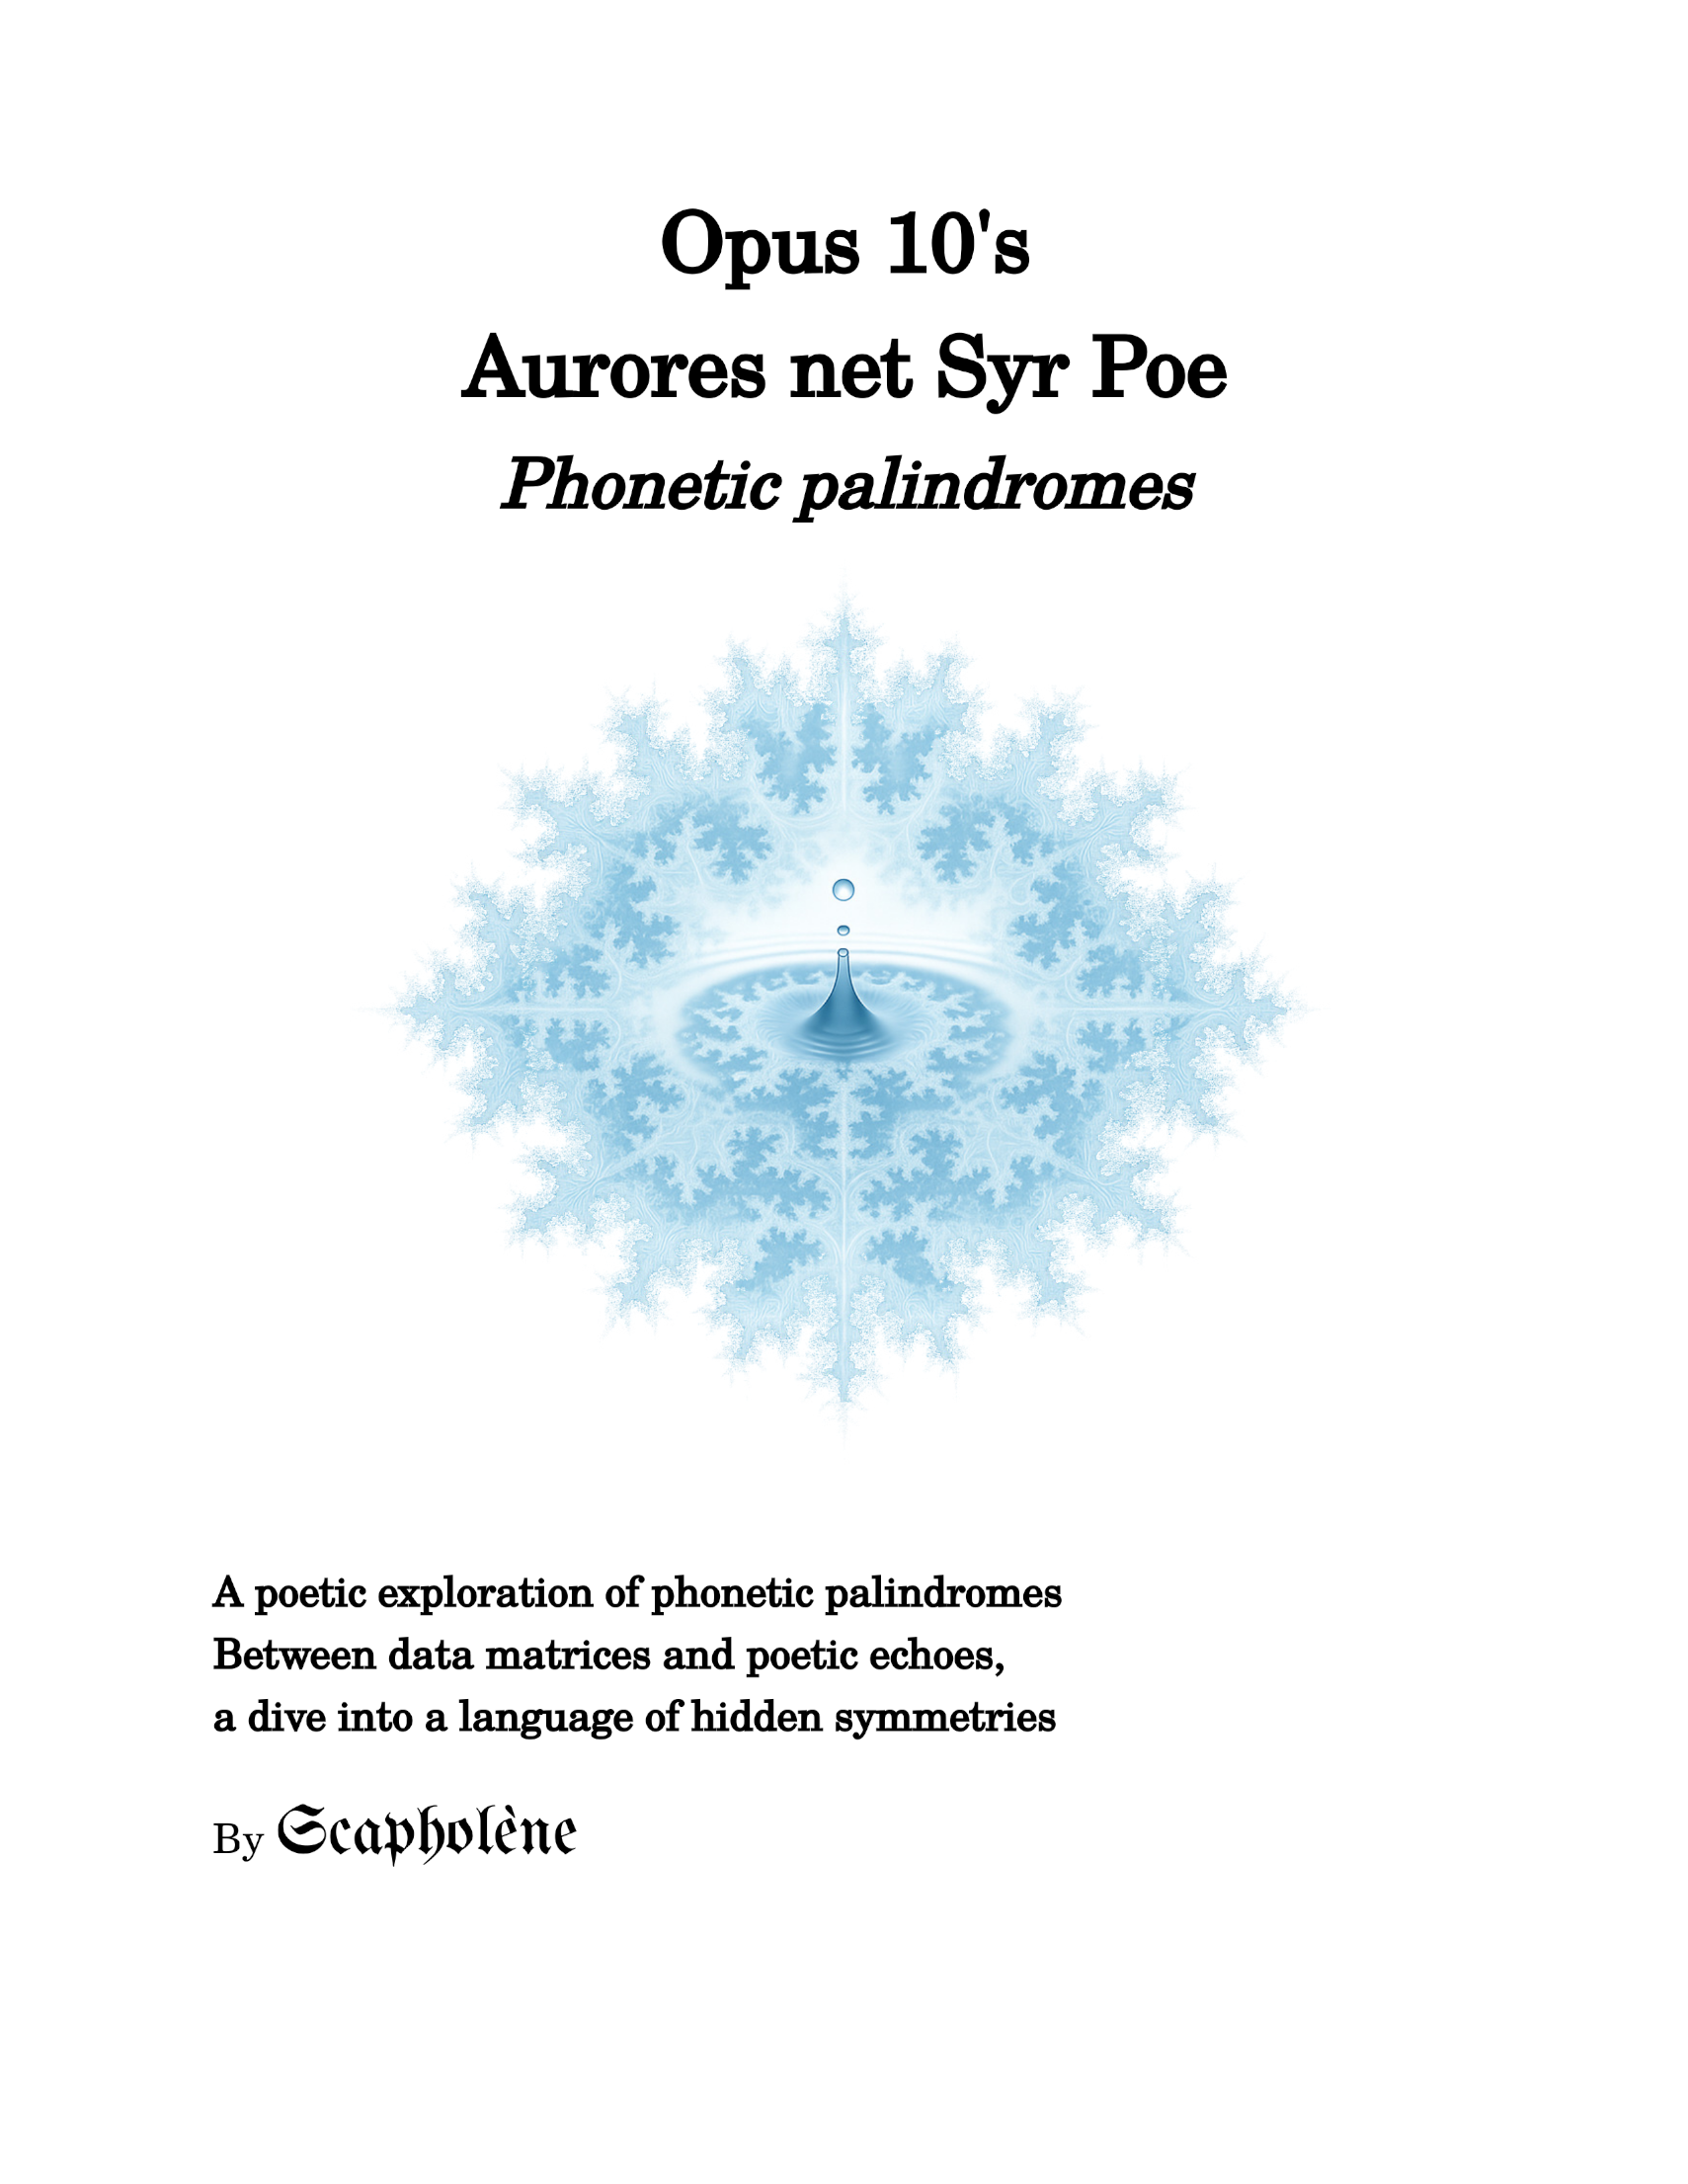 Opus 10's
Aurores net Syr Poe
Phonetic palindromes
A poetic exploration of phonetic palindromes
Between data matrices and poetic echoes,
a dive into a language of hidden symmetries
By Scapholène